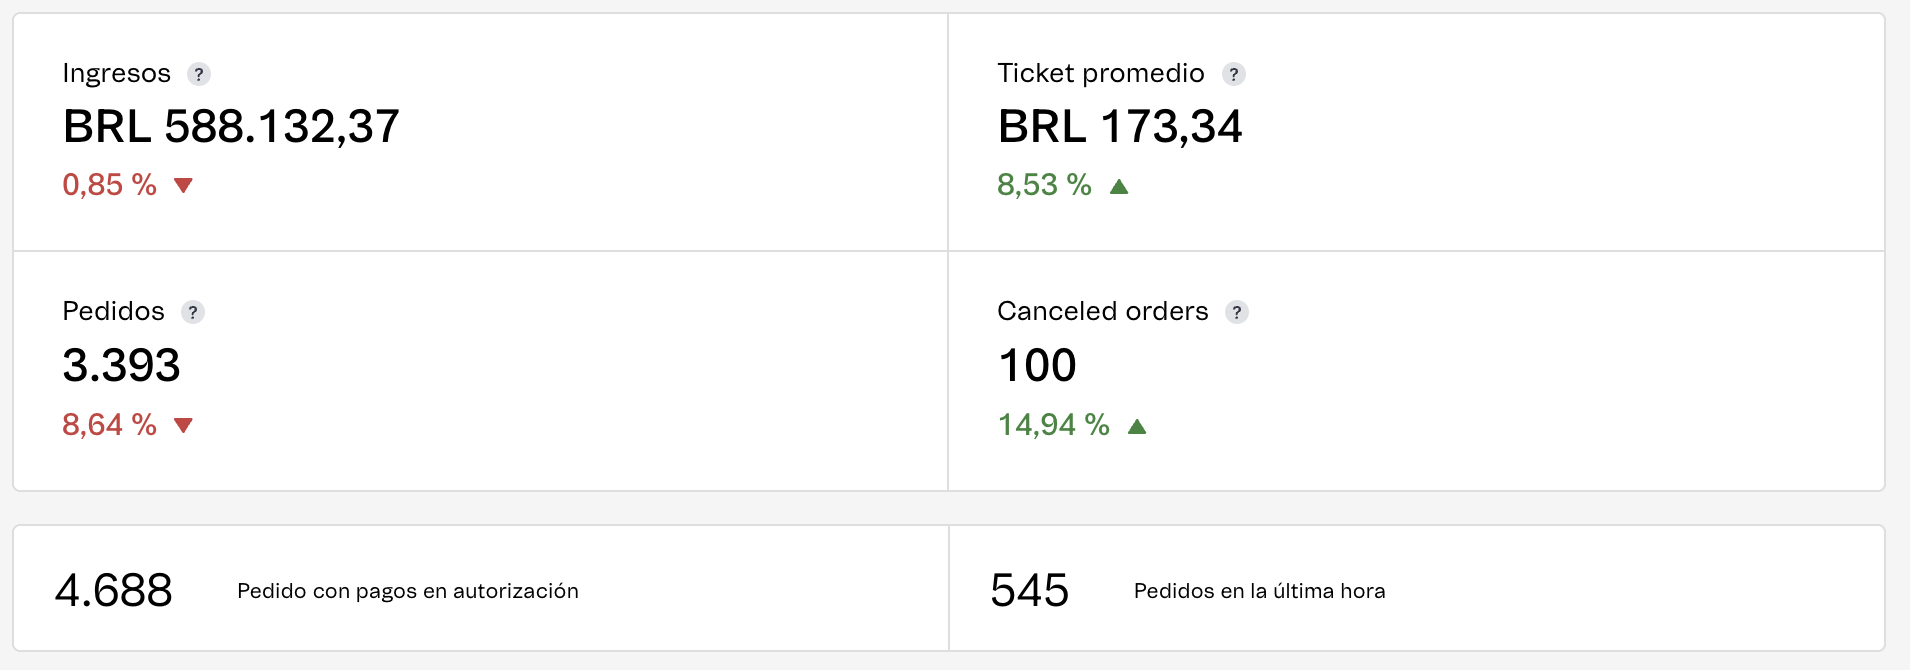 Ingresos ?
BRL 588.132,37
0,85 % ▼
Ticket promedio ?
BRL 173,34
8,53 % ▲
Pedidos ?
3.393
8,64 % ▼
Canceled orders ?
100
14,94 % ▲
4.688 Pedido con pagos en autorización
545 Pedidos en la última hora